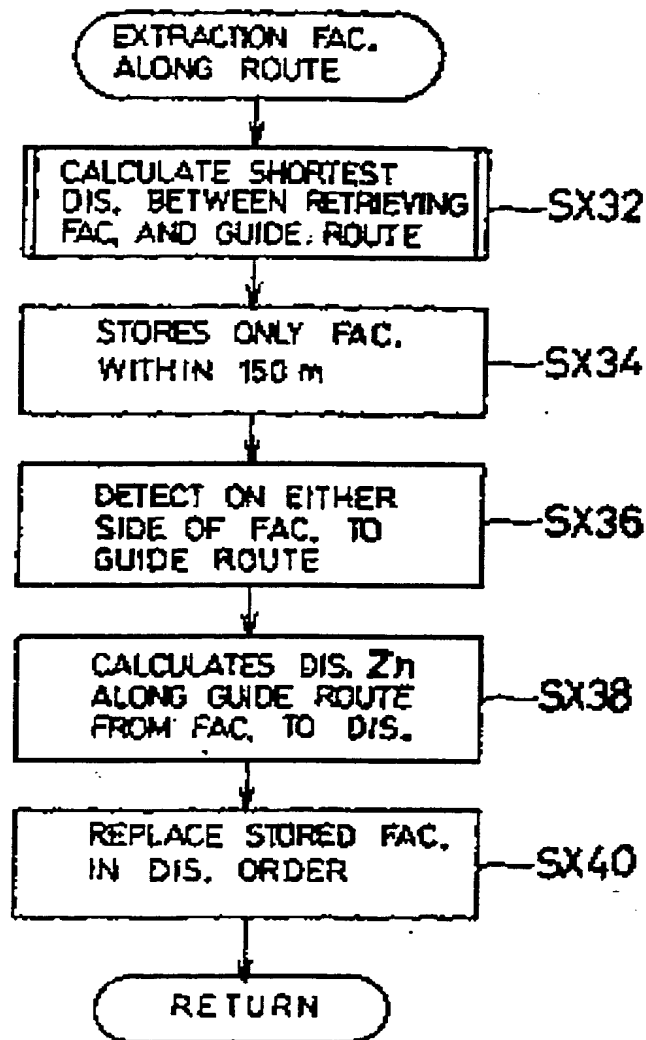 EXTRACTION FAC.
ALONG ROUTE
CALCULATE SHORTEST
DIS. BETWEEN RETRIEVING
FAC. AND GUIDE ROUTE
SX32
STORES ONLY FAC.
WITHIN 150 m
SX34
DETECT ON EITHER
SIDE OF FAC. TO
GUIDE ROUTE
SX36
CALCULATES DIS. Zn
ALONG GUIDE ROUTE
FROM FAC. TO DIS.
SX38
REPLACE STORED FAC.
IN DIS. ORDER
SX40
RETURN